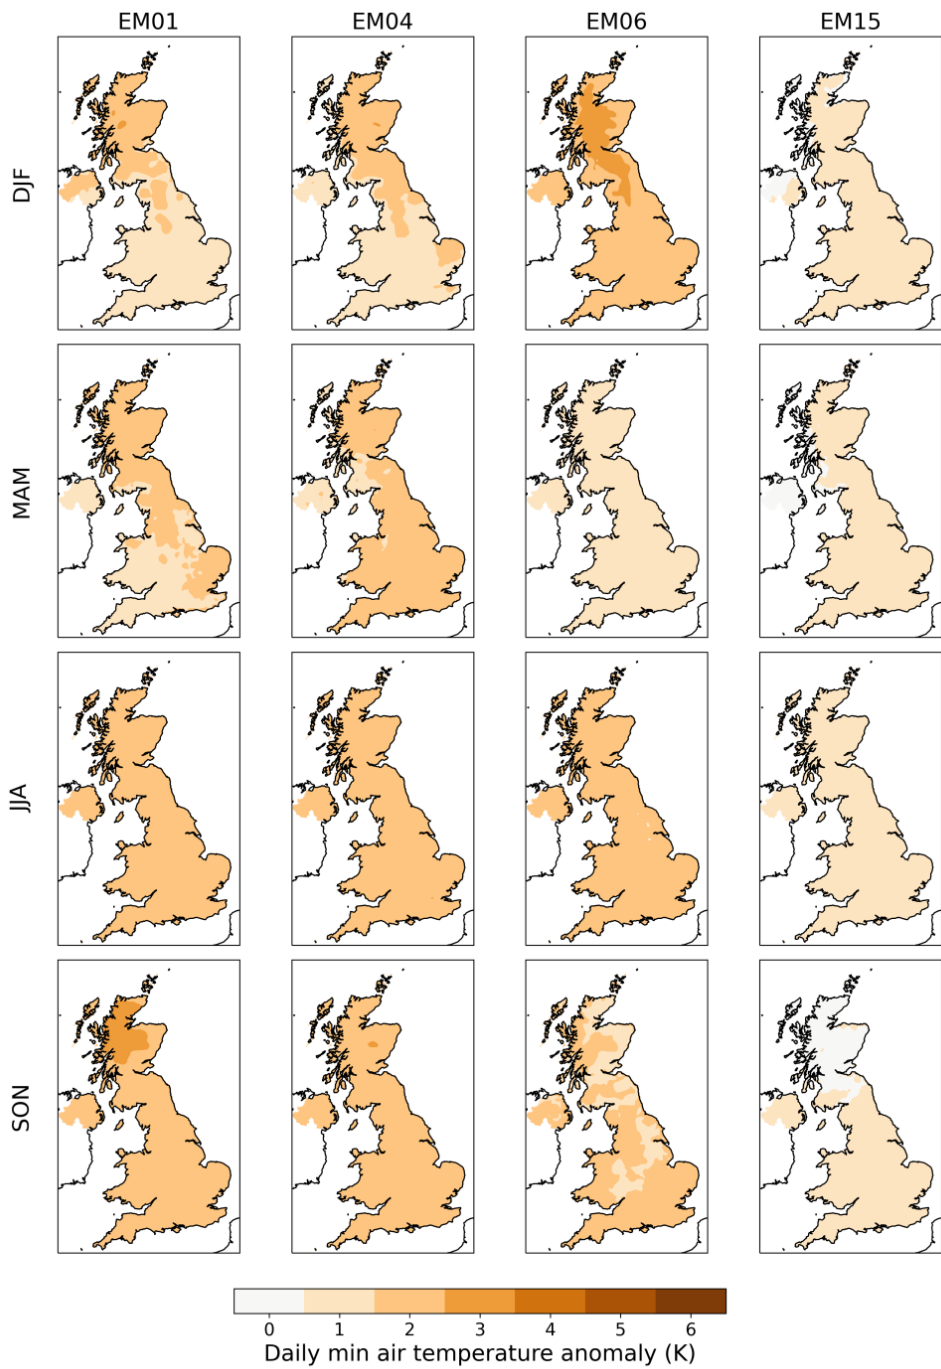 EM01 EM04 EM06 EM15
DJF
MAM
JJA
SON
0 1 2 3 4 5 6
Daily min air temperature anomaly (K)